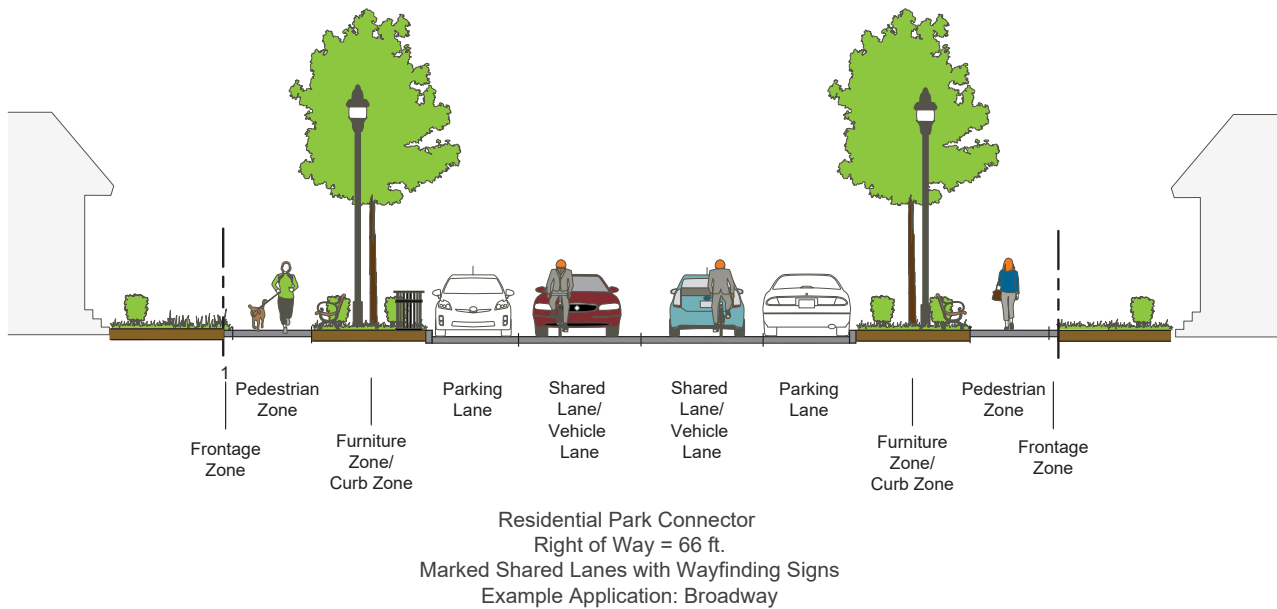 1
Pedestrian
Zone
Frontage
Zone
Furniture
Zone/
Curb Zone
Parking
Lane
Shared
Lane/
Vehicle
Lane
Shared
Lane/
Vehicle
Lane
Parking
Lane
Furniture
Zone/
Curb Zone
Pedestrian
Zone
Frontage
Zone
Residential Park Connector
Right of Way = 66 ft.
Marked Shared Lanes with Wayfinding Signs
Example Application: Broadway